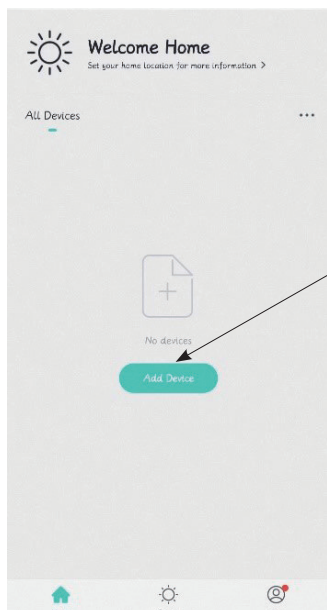 Welcome Home
Set your home location for more information >
All Devices
...
No devices
Add Device